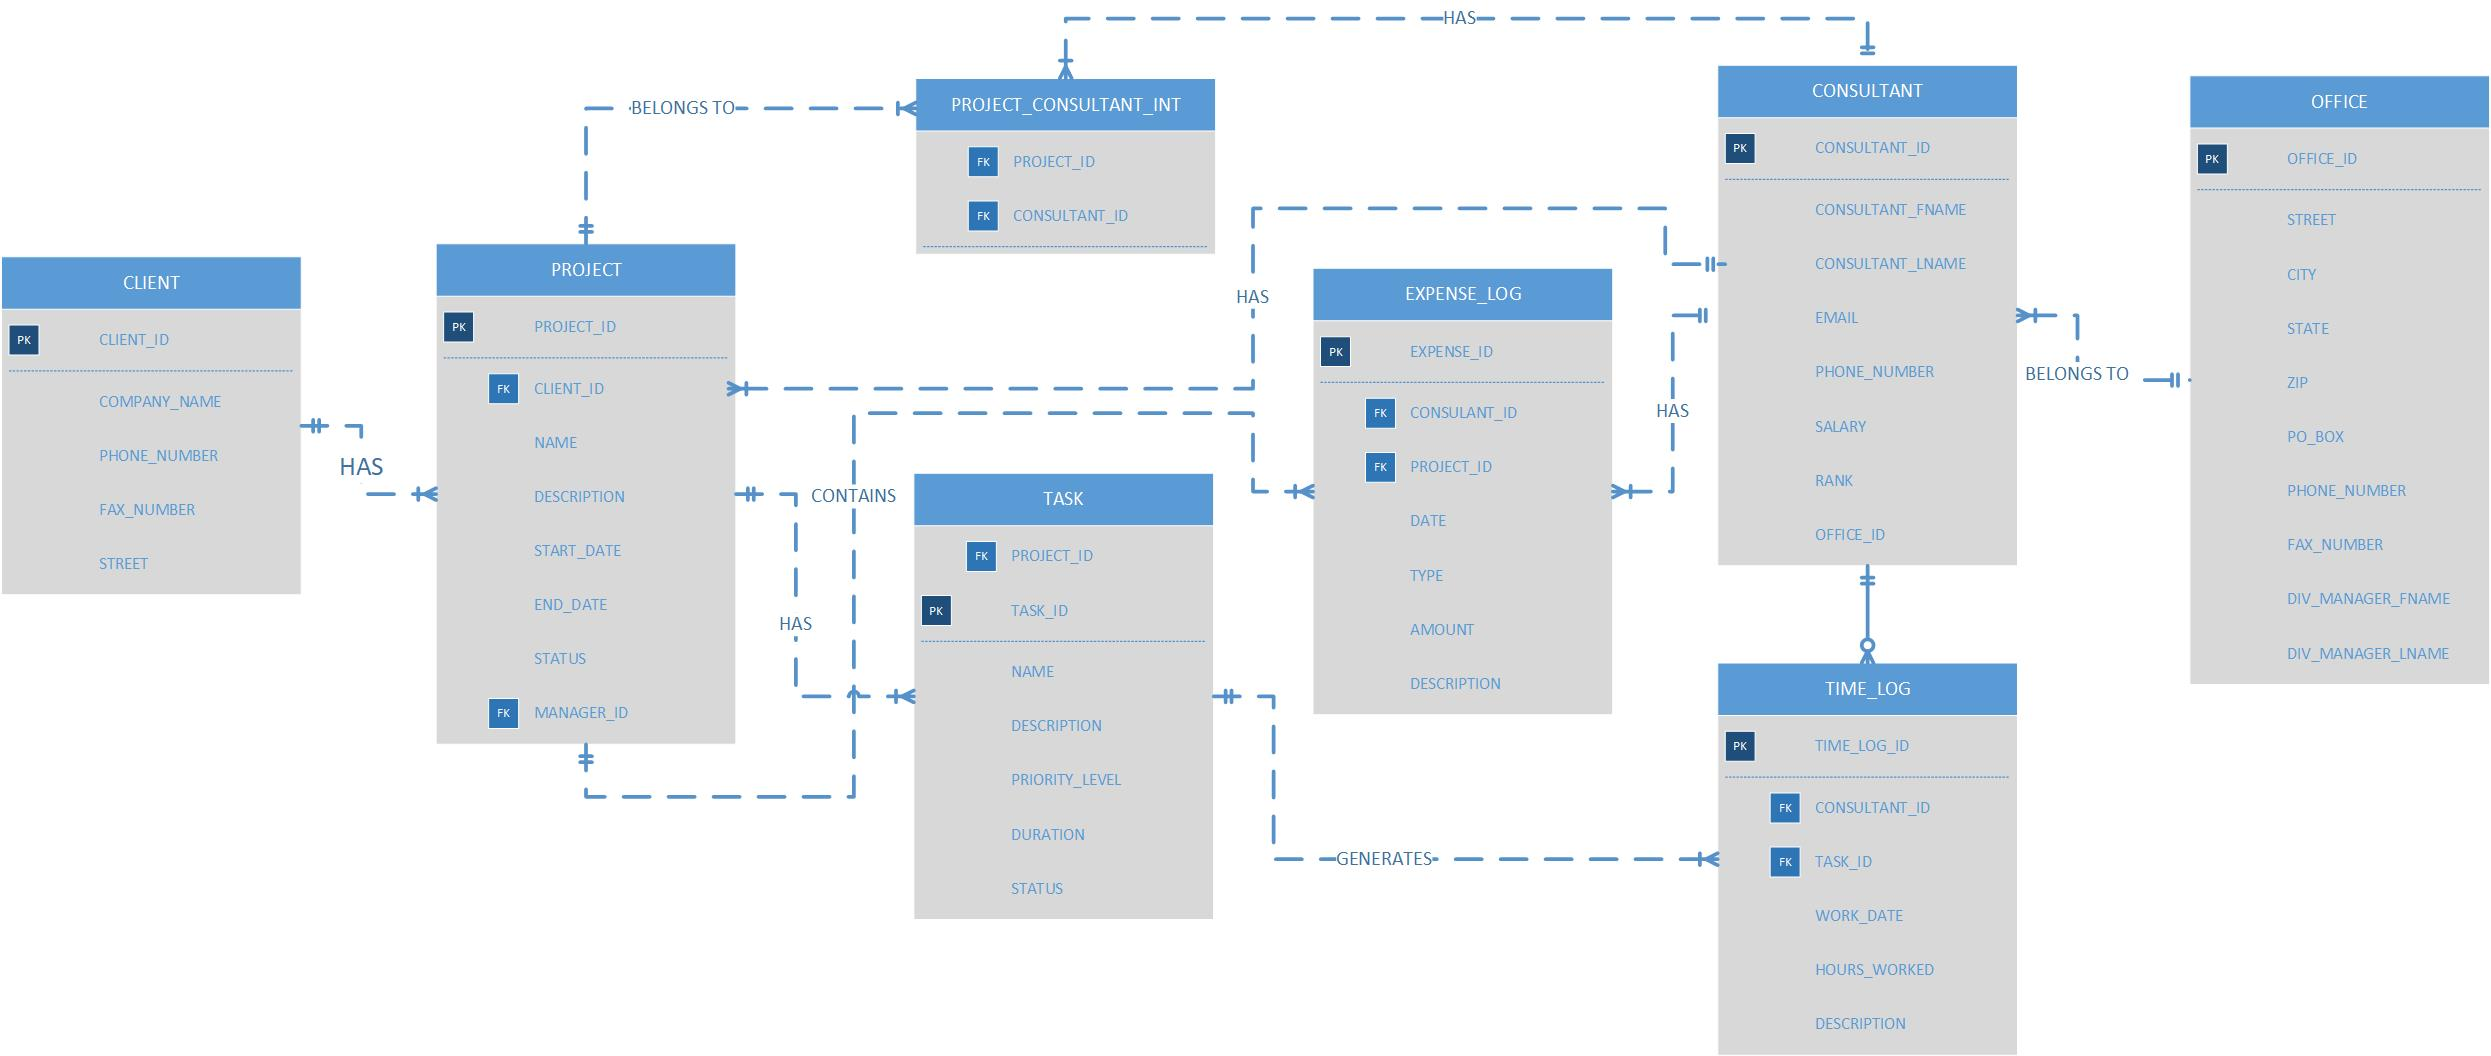 HAS
BELONGS TO
PROJECT_CONSULTANT_INT
FK PROJECT_ID
FK CONSULTANT_ID
CONSULTANT
PK CONSULTANT_ID
CONSULTANT_FNAME
CONSULTANT_LNAME
EMAIL
PHONE_NUMBER
SALARY
RANK
OFFICE_ID
OFFICE
PK OFFICE_ID
STREET
CITY
STATE
ZIP
PO_BOX
PHONE_NUMBER
FAX_NUMBER
DIV_MANAGER_FNAME
DIV_MANAGER_LNAME
BELONGS TO
CLIENT
PK CLIENT_ID
COMPANY_NAME
PHONE_NUMBER
FAX_NUMBER
STREET
HAS
PROJECT
PK PROJECT_ID
FK CLIENT_ID
NAME
DESCRIPTION
START_DATE
END_DATE
STATUS
FK MANAGER_ID
HAS
CONTAINS
HAS
TASK
FK PROJECT_ID
PK TASK_ID
NAME
DESCRIPTION
PRIORITY_LEVEL
DURATION
STATUS
EXPENSE_LOG
PK EXPENSE_ID
FK CONSULANT_ID
FK PROJECT_ID
DATE
TYPE
AMOUNT
DESCRIPTION
HAS
GENERATES
TIME_LOG
PK TIME_LOG_ID
FK CONSULTANT_ID
FK TASK_ID
WORK_DATE
HOURS_WORKED
DESCRIPTION